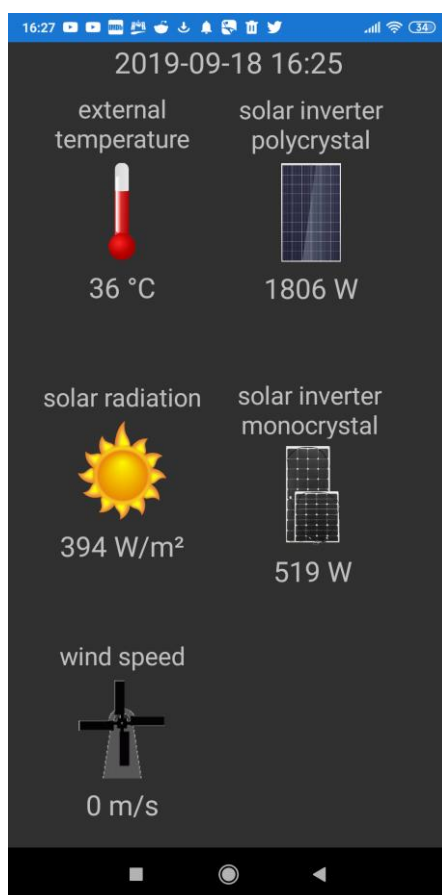 16:27
34
2019-09-18 16:25
external
temperature
36 °C
solar inverter
polycrystal
1806 W
solar radiation
394 W/m²
solar inverter
monocrystal
519 W
wind speed
0 m/s